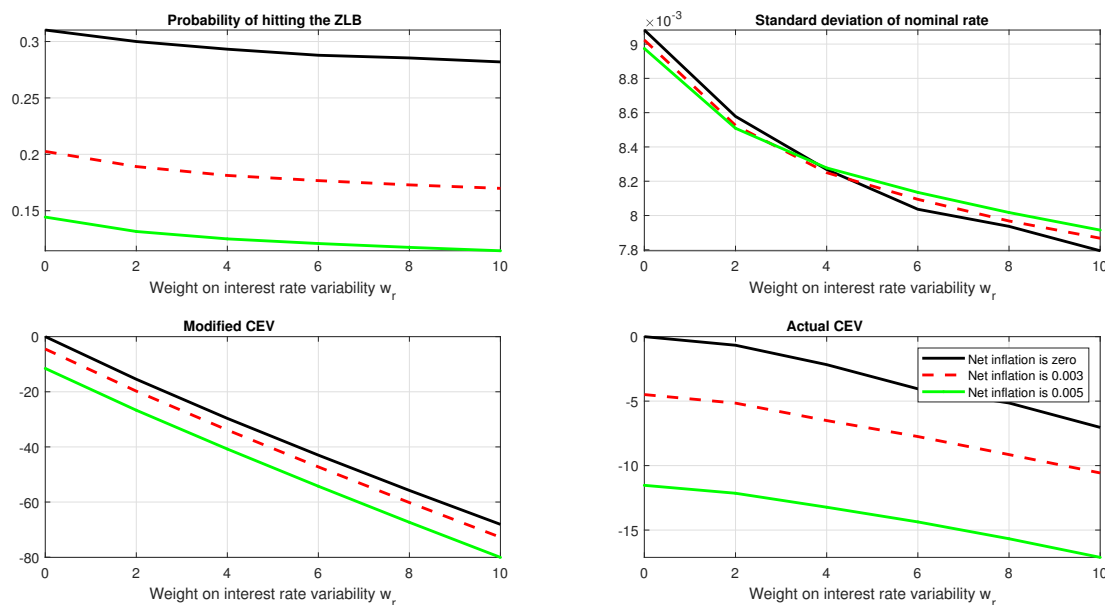 Probability of hitting the ZLB
0.3
0.25
0.2
0.15
0 2 4 6 8 10
Weight on interest rate variability w_r
Standard deviation of nominal rate
×10^-3
9
8.8
8.6
8.4
8.2
8
7.8
0 2 4 6 8 10
Weight on interest rate variability w_r
Modified CEV
0
-20
-40
-60
-80
0 2 4 6 8 10
Weight on interest rate variability w_r
Actual CEV
0
-5
-10
-15
Net inflation is zero
Net inflation is 0.003
Net inflation is 0.005
0 2 4 6 8 10
Weight on interest rate variability w_r